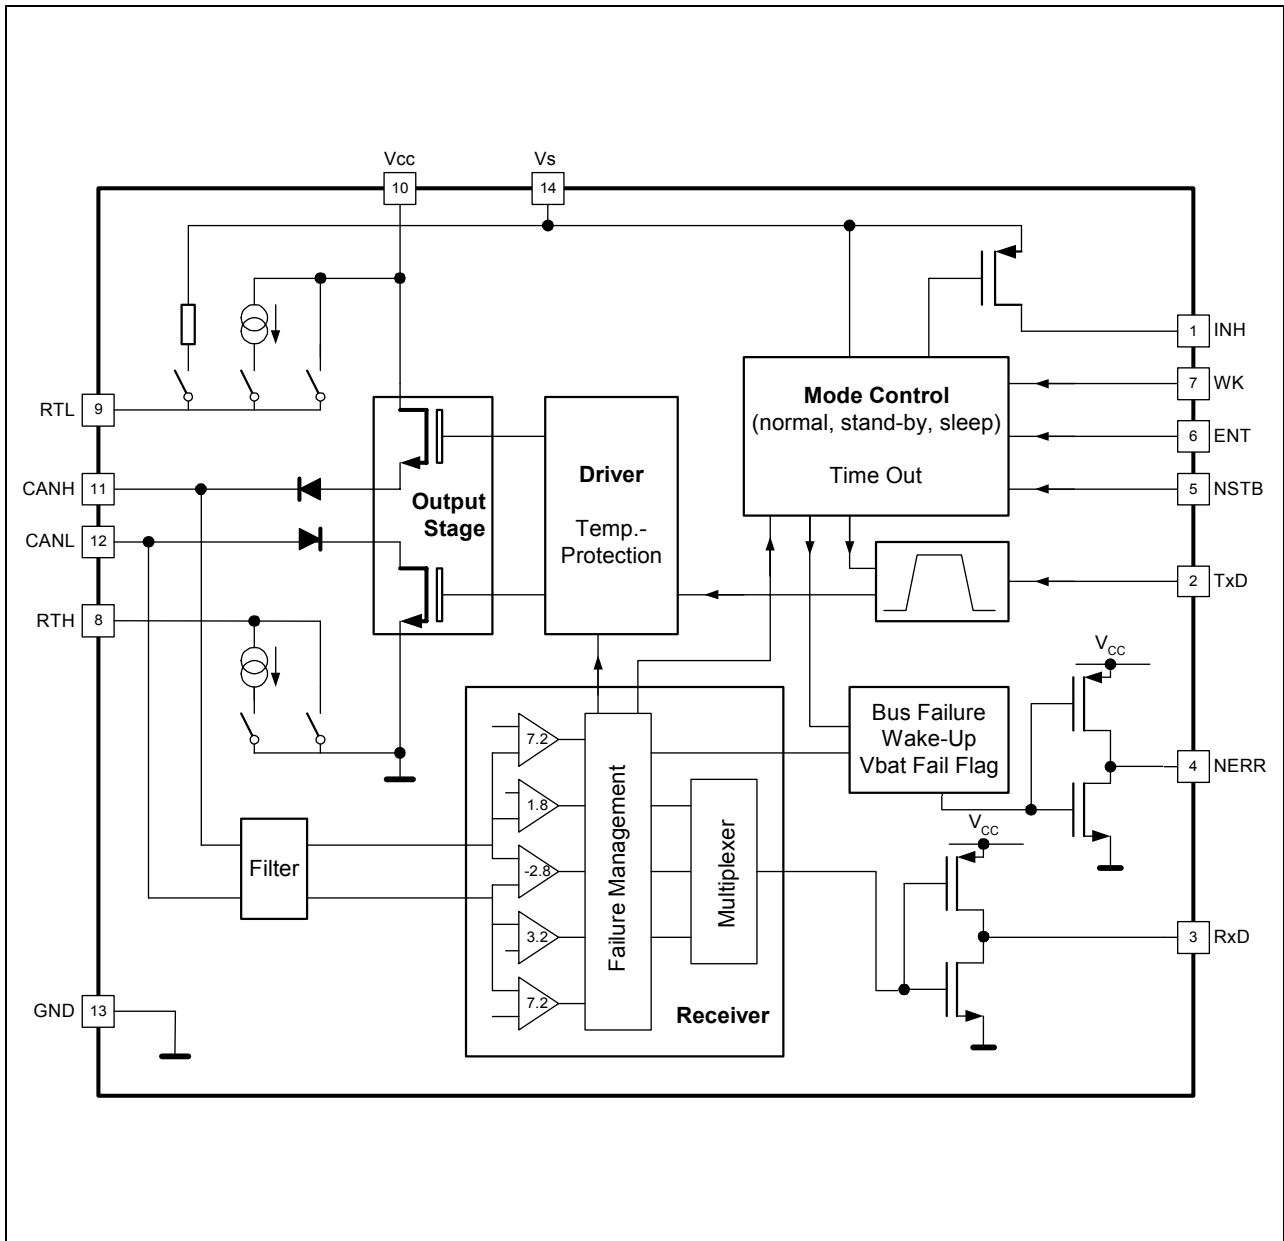 Vcc
Vs
10
14
1 INH
7 WK
Mode Control
(normal, stand-by, sleep)
Time Out
RTL 9
6 ENT
CANH 11
5 NSTB
Output
Stage
Driver
Temp.-
Protection
CANL 12
2 TxD
RTH 8
VCC
Bus Failure
Wake-Up
Vbat Fail Flag
7.2
4 NERR
1.8
VCC
Filter
-2.8
Failure Management
Multiplexer
3.2
3 RxD
7.2
GND 13
Receiver